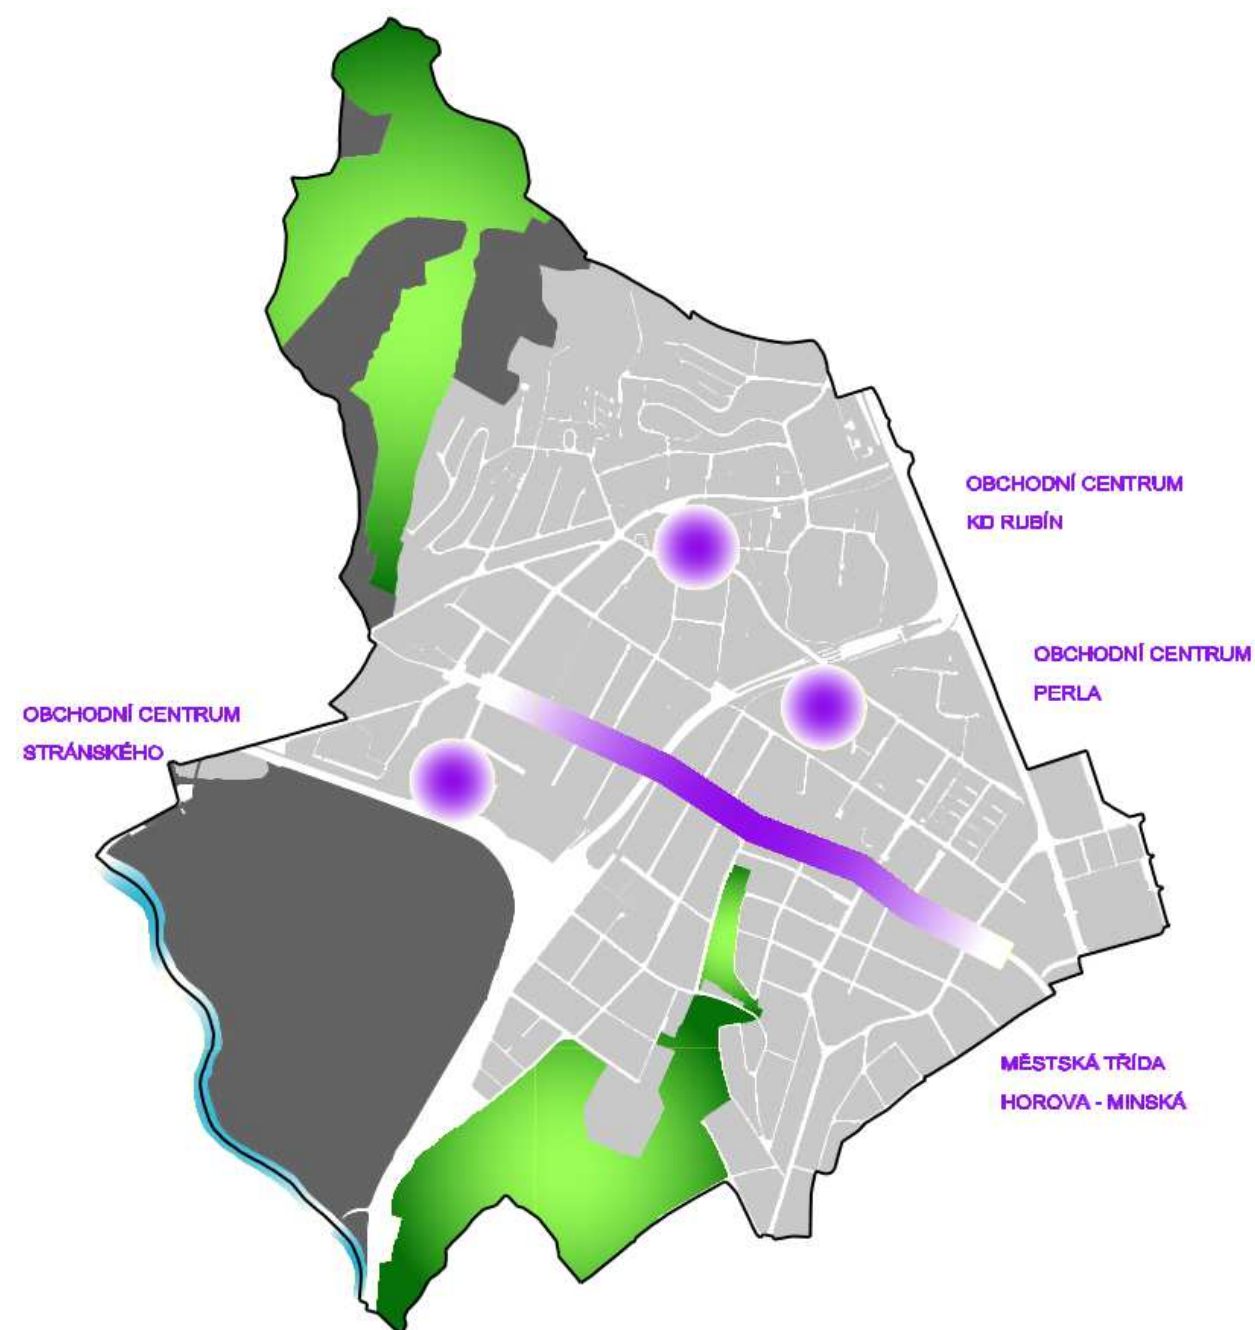 OBCHODNÍ CENTRUM
KD RUBÍN
OBCHODNÍ CENTRUM
PERLA
OBCHODNÍ CENTRUM
STRÁNSKÉHO
MĚSTSKÁ TŘÍDA
HOROVA - MINSKÁ